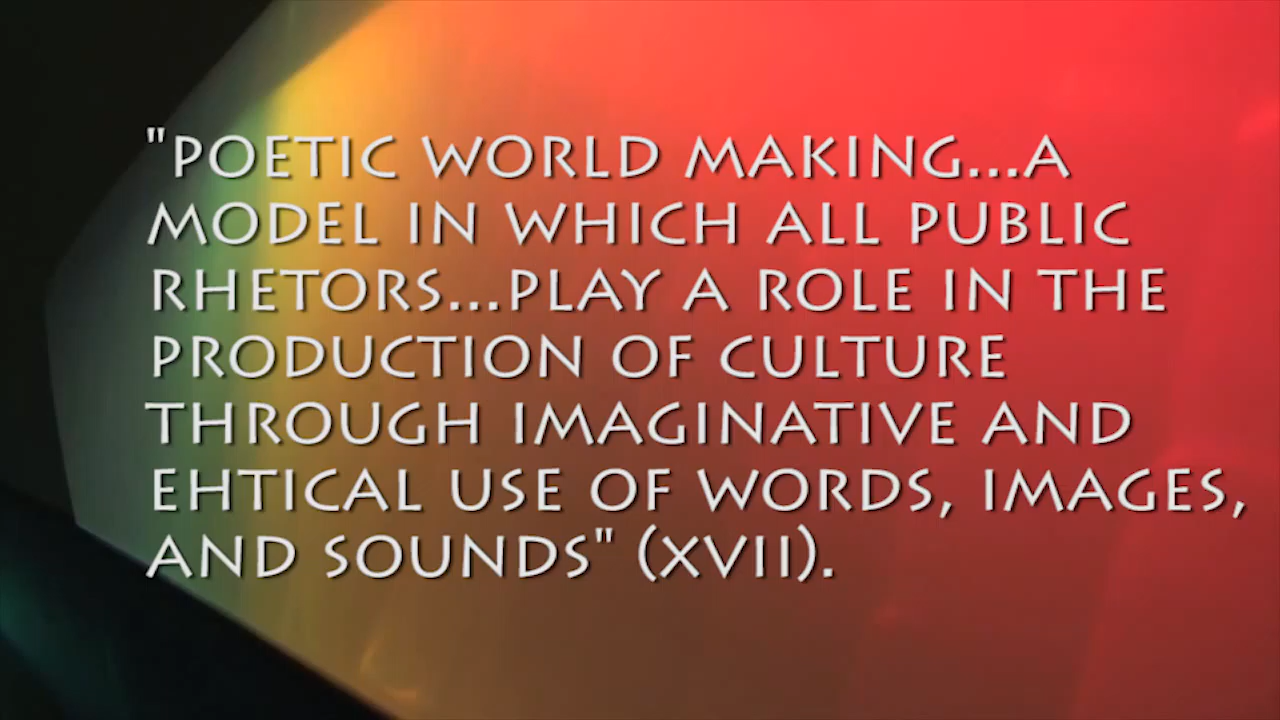 "POETIC WORLD MAKING...A
MODEL IN WHICH ALL PUBLIC
RHETORS...PLAY A ROLE IN THE
PRODUCTION OF CULTURE
THROUGH IMAGINATIVE AND
EHTICAL USE OF WORDS, IMAGES,
AND SOUNDS" (XVII).